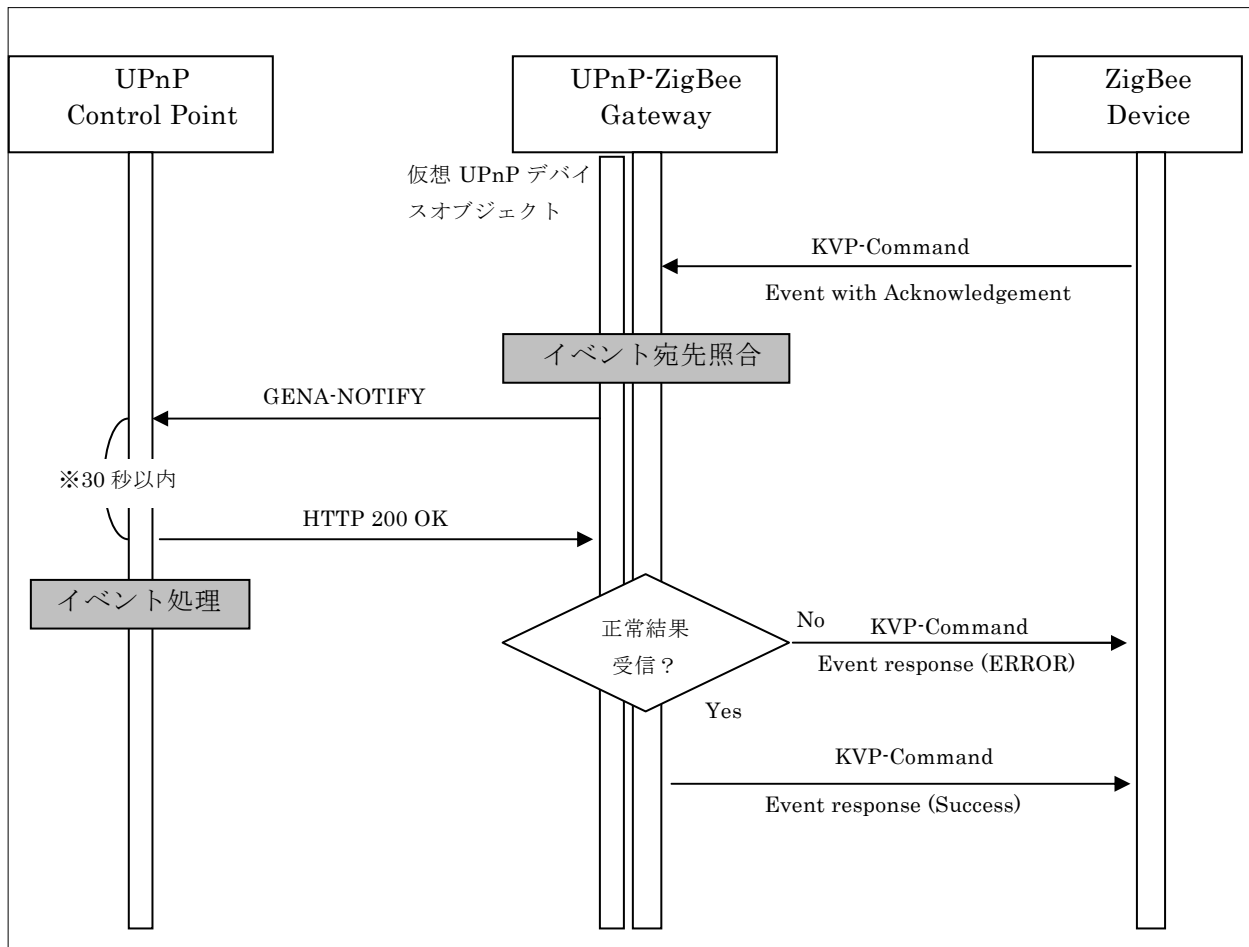 UPnP
Control Point
UPnP-ZigBee
Gateway
ZigBee
Device
仮想 UPnP デバイ
スオブジェクト
KVP-Command
Event with Acknowledgement
イベント宛先照合
GENA-NOTIFY
※30 秒以内
HTTP 200 OK
イベント処理
正常結果
受信？
No
KVP-Command
Event response (ERROR)
Yes
KVP-Command
Event response (Success)